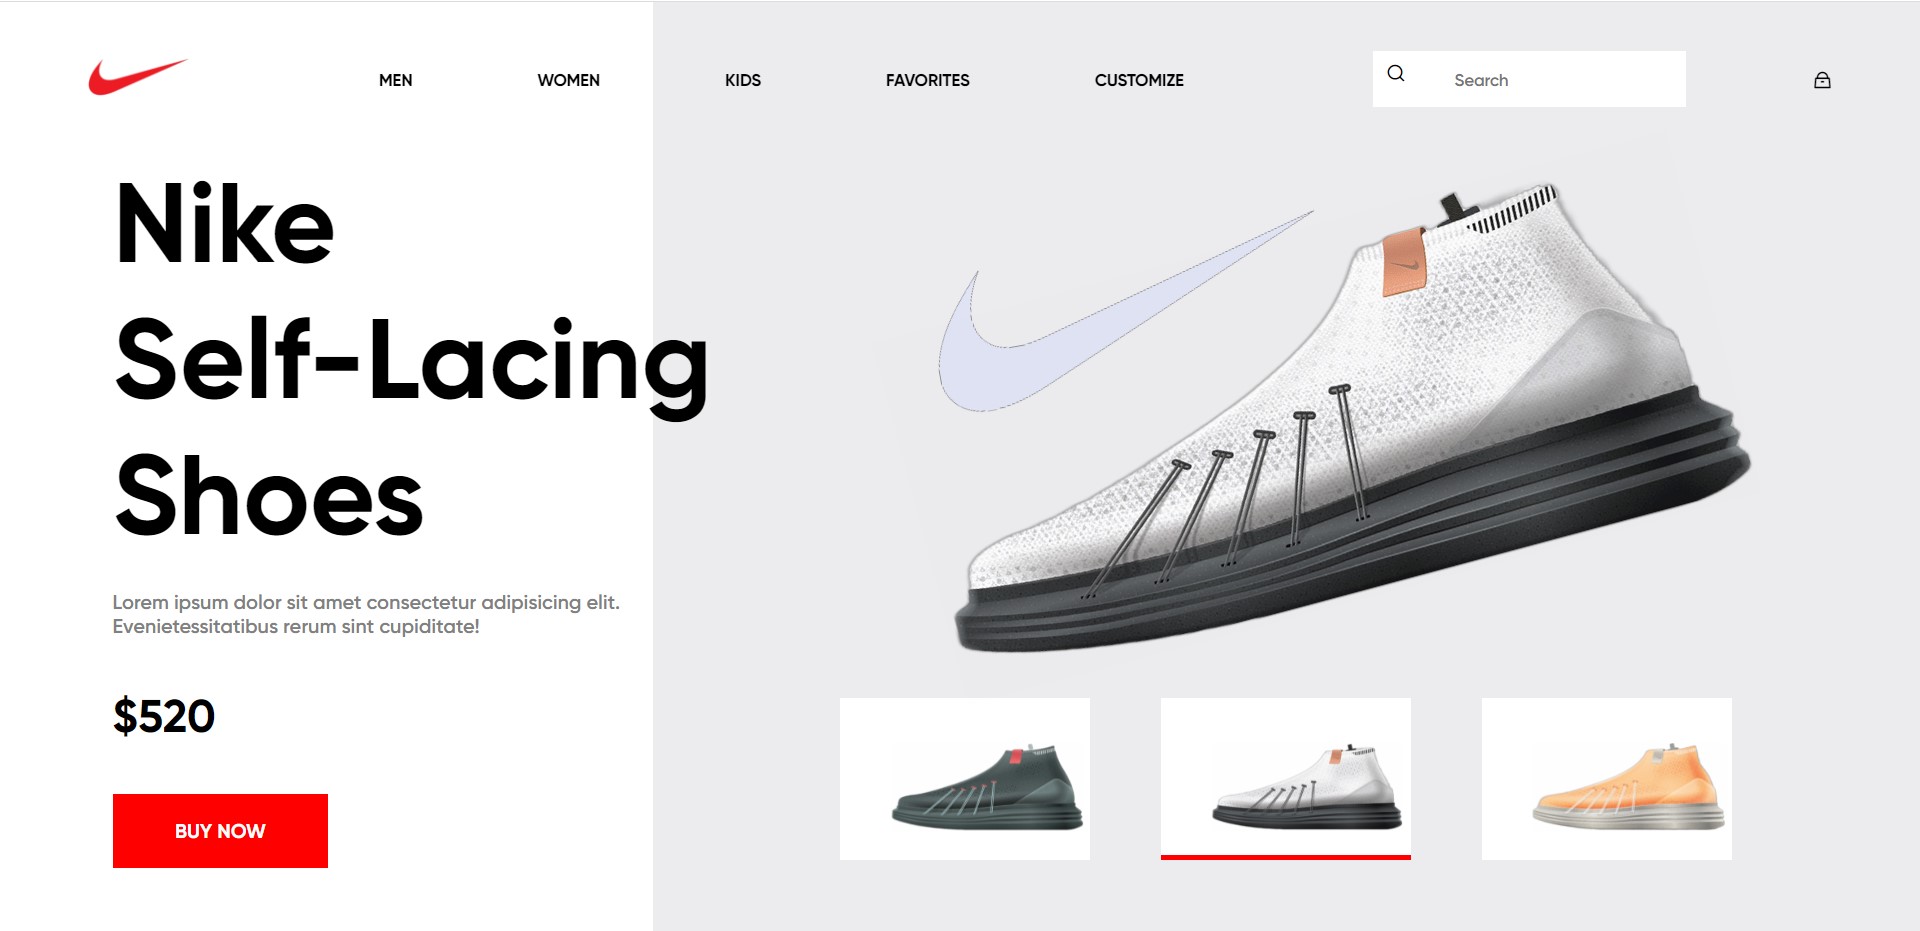 MEN
WOMEN
KIDS
FAVORITES
CUSTOMIZE
Search
Nike
Self-Lacing
Shoes
Lorem ipsum dolor sit amet consectetur adipisicing elit.
Evenietessitatibus rerum sint cupiditate!
$520
BUY NOW